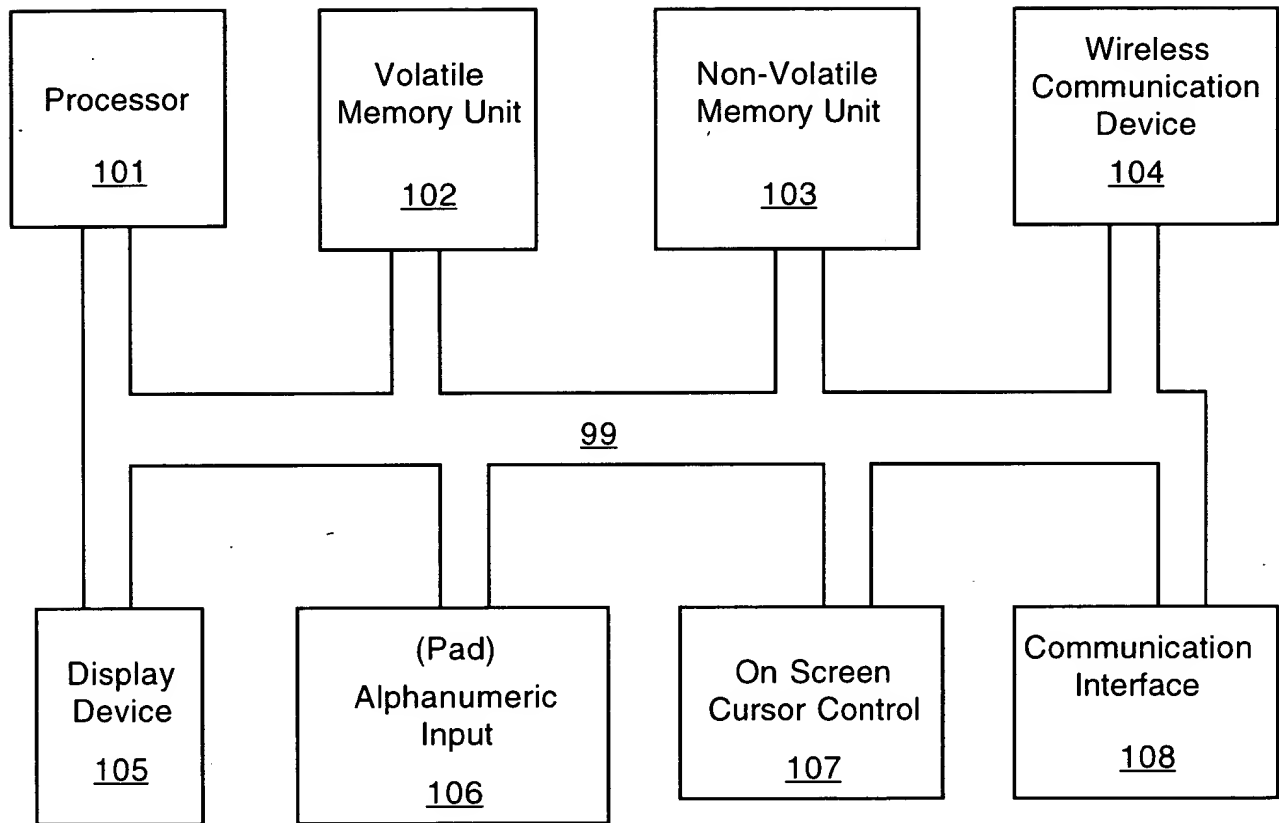 Processor
101
Volatile
Memory Unit
102
Non-Volatile
Memory Unit
103
Wireless
Communication
Device
104
99
Display
Device
105
(Pad)
Alphanumeric
Input
106
On Screen
Cursor Control
107
Communication
Interface
108